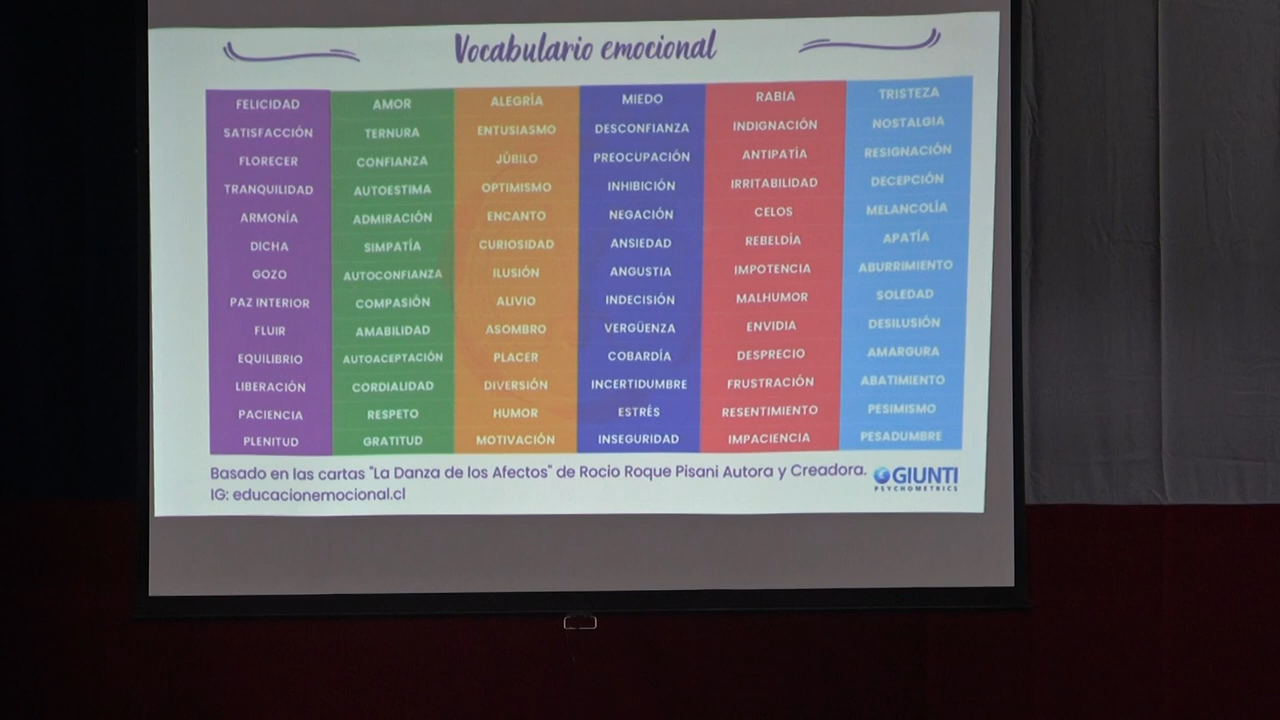 Vocabulario emocional
FELICIDAD AMOR ALEGRÍA MIEDO RABIA TRISTEZA
SATISFACCIÓN TERNURA ENTUSIASMO DESCONFIANZA INDIGNACIÓN NOSTALGIA
FLORECER CONFIANZA JÚBILO PREOCUPACIÓN ANTIPATÍA RESIGNACIÓN
TRANQUILIDAD AUTOESTIMA OPTIMISMO INHIBICIÓN IRRITABILIDAD DECEPCIÓN
ARMONÍA ADMIRACIÓN ENCANTO NEGACIÓN CELOS MELANCOLÍA
DICHA SIMPATÍA CURIOSIDAD ANSIEDAD REBELDÍA APATÍA
GOZO AUTOCONFIANZA ILUSIÓN ANGUSTIA IMPOTENCIA ABURRIMIENTO
PAZ INTERIOR COMPASIÓN ALIVIO INDECISIÓN MALHUMOR SOLEDAD
FLUIR AMABILIDAD ASOMBRO VERGÜENZA ENVIDIA DESILUSIÓN
EQUILIBRIO AUTOACEPTACIÓN PLACER COBARDÍA DESPRECIO AMARGURA
LIBERACIÓN CORDIALIDAD DIVERSIÓN INCERTIDUMBRE FRUSTRACIÓN ABATIMIENTO
PACIENCIA RESPETO HUMOR ESTRÉS RESENTIMIENTO PESIMISMO
PLENITUD GRATITUD MOTIVACIÓN INSEGURIDAD IMPACIENCIA PESADUMBRE
Basado en las cartas "La Danza de los Afectos" de Rocio Roque Pisani Autora y Creadora.
IG: educacionemocional.cl
GIUNTI
PSYCHOMETRICS